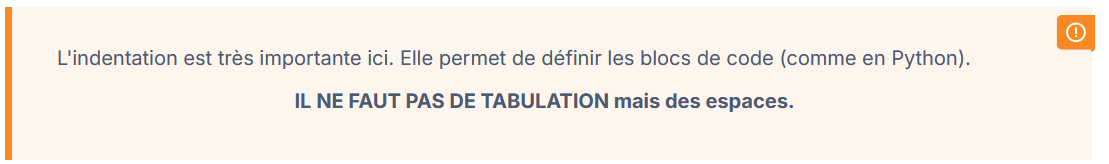 L'indentation est très importante ici. Elle permet de définir les blocs de code (comme en Python).
IL NE FAUT PAS DE TABULATION mais des espaces.